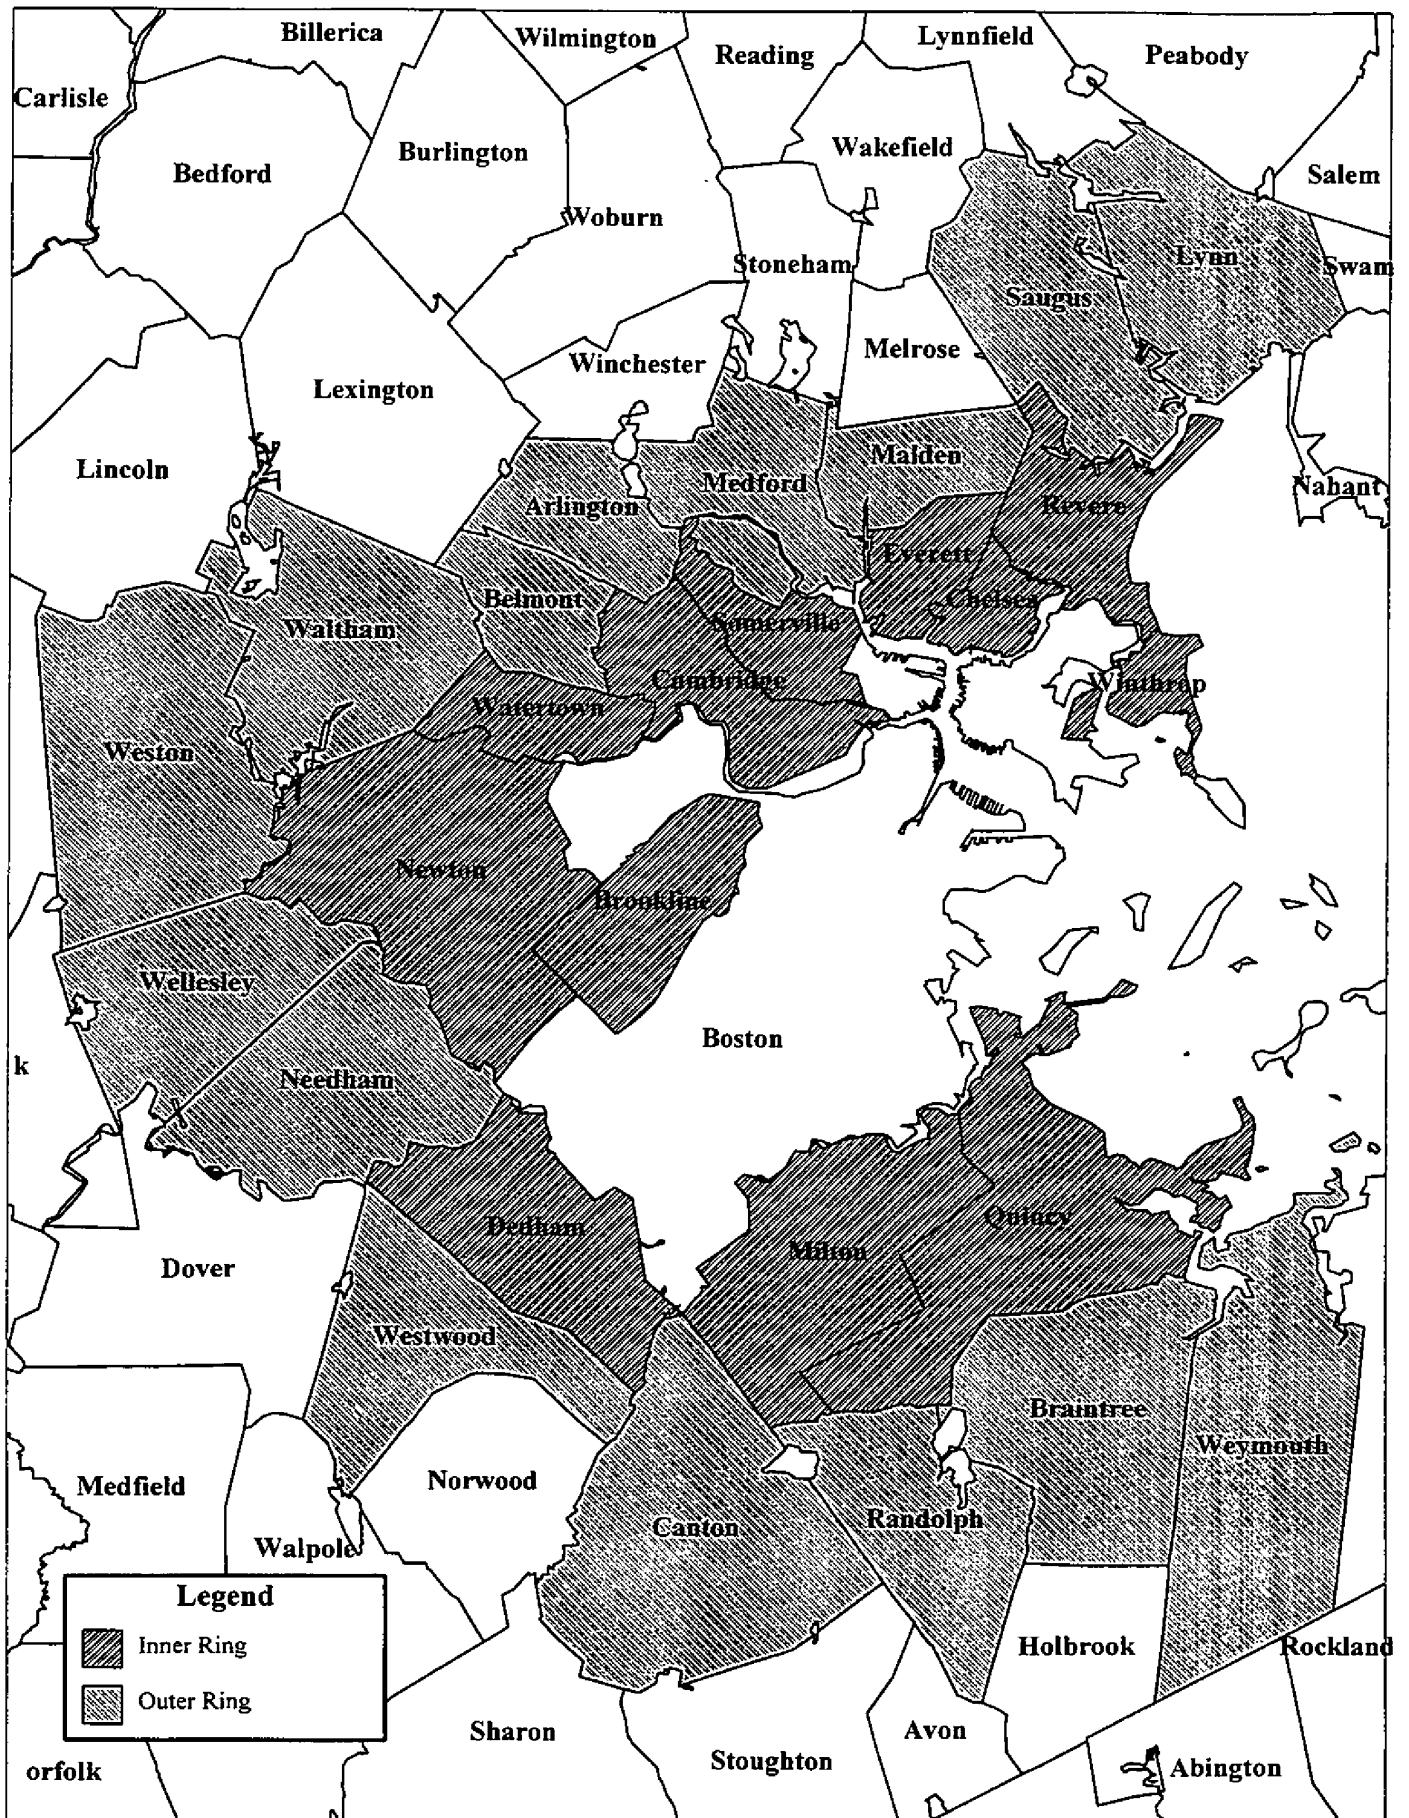 Billerica
Wilmington
Reading
Lynnfield
Peabody
Carlisle
Bedford
Burlington
Wakefield
Salem
Woburn
Stoneham
Lynn
Swam
Saugus
Melrose
Winchester
Lexington
Lincoln
Malden
Medford
Arlington
Revere
Nahant
Everett
Belmont
Chelsea
Waltham
Somerville
Cambridge
Winthrop
Watertown
Weston
Newton
Brookline
Wellesley
Boston
k
Needham
Quincy
Dedham
Milton
Dover
Westwood
Braintree
Weymouth
Medfield
Norwood
Randolph
Canton
Walpole
Legend
Inner Ring
Outer Ring
Holbrook
Rockland
Sharon
Avon
Stoughton
Abington
orfolk